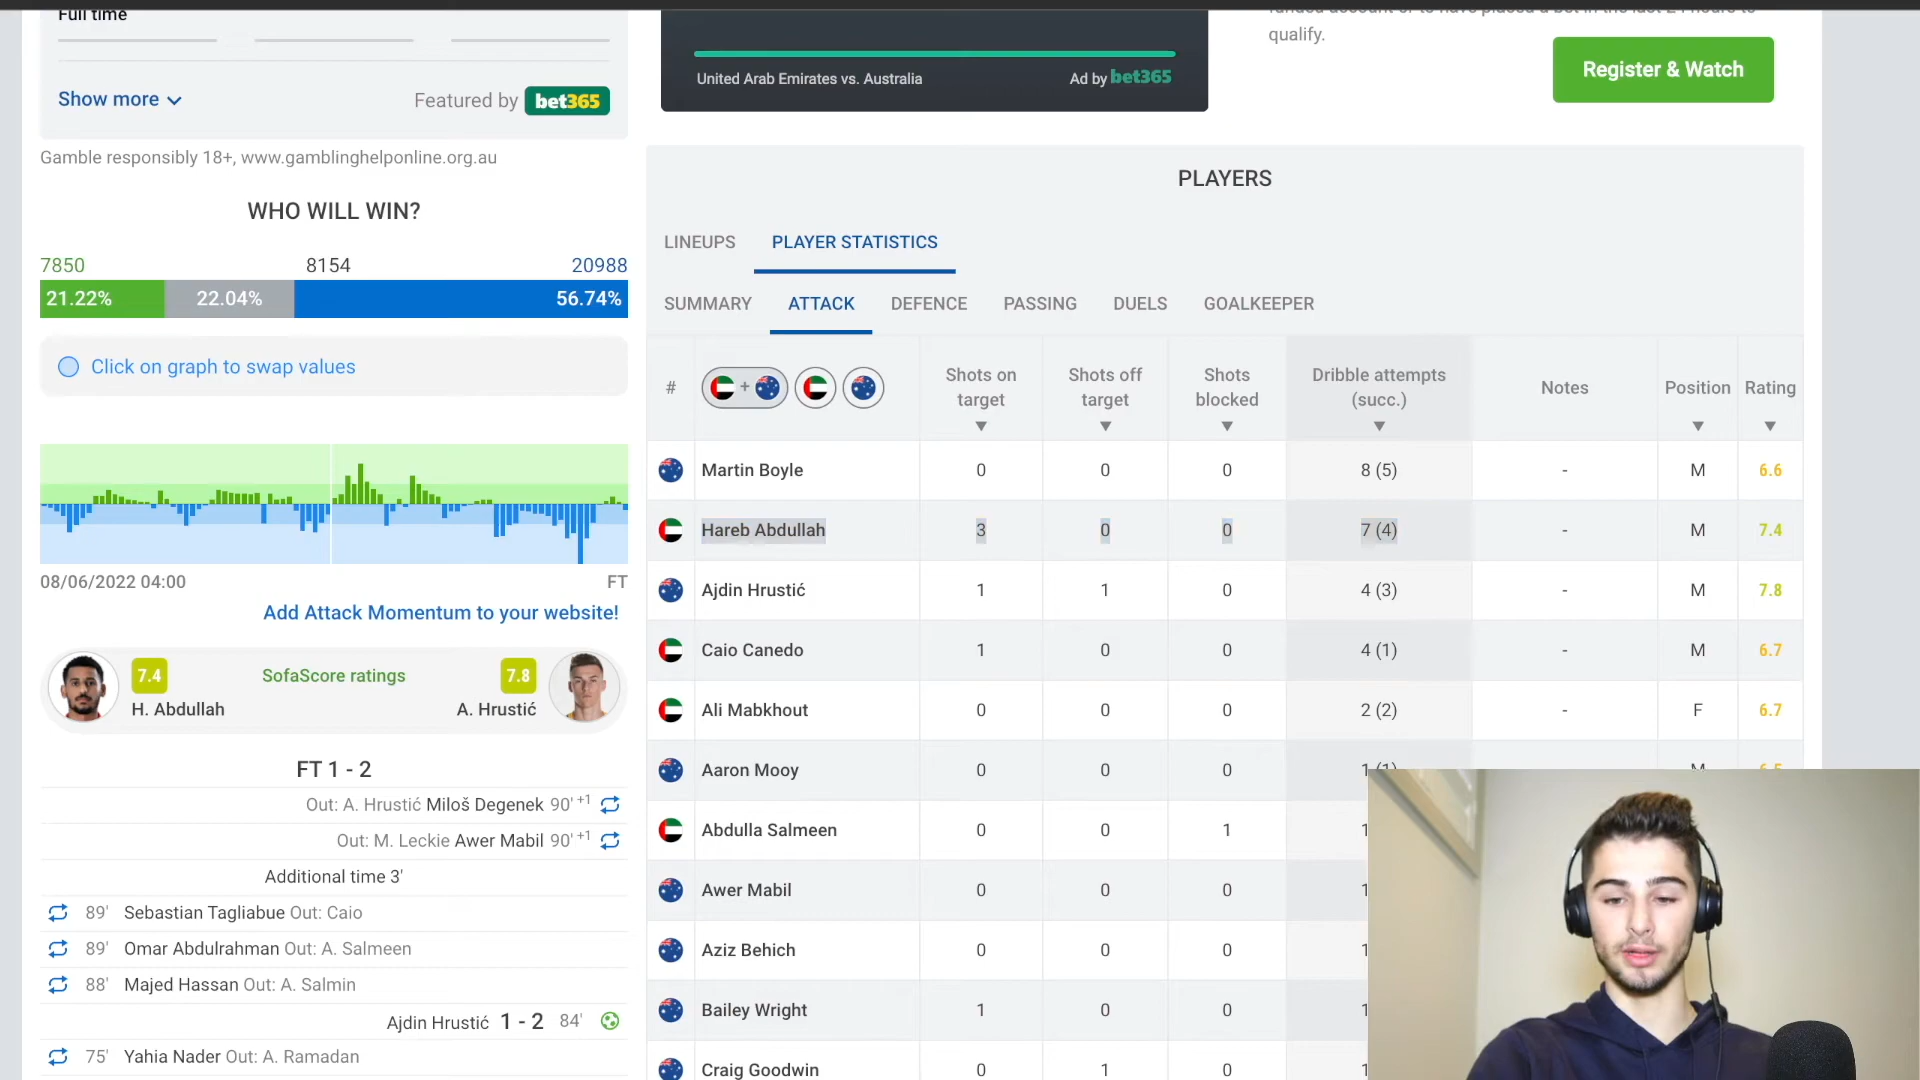 Full time
qualify.
Register & Watch
United Arab Emirates vs. Australia
Ad by bet365
Show more
Featured by bet365
Gamble responsibly 18+, www.gamblinghelponline.org.au
WHO WILL WIN?
7850 8154 20988
21.22% 22.04% 56.74%
Click on graph to swap values
08/06/2022 04:00 FT
Add Attack Momentum to your website!
7.4 SofaScore ratings 7.8
H. Abdullah A. Hrustić
FT 1 - 2
Out: A. Hrustić Miloš Degenek 90' +1
Out: M. Leckie Awer Mabil 90' +1
Additional time 3'
89' Sebastian Tagliabue Out: Caio
89' Omar Abdulrahman Out: A. Salmeen
88' Majed Hassan Out: A. Salmin
Ajdin Hrustić 1 - 2 84'
75' Yahia Nader Out: A. Ramadan
PLAYERS
LINEUPS PLAYER STATISTICS
SUMMARY ATTACK DEFENCE PASSING DUELS GOALKEEPER
# + Shots on target Shots off target Shots blocked Dribble attempts (succ.) Notes Position Rating
Martin Boyle 0 0 0 8 (5) - M 6.6
Hareb Abdullah 3 0 0 7 (4) - M 7.4
Ajdin Hrustić 1 1 0 4 (3) - M 7.8
Caio Canedo 1 0 0 4 (1) - M 6.7
Ali Mabkhout 0 0 0 2 (2) - F 6.7
Aaron Mooy 0 0 0 1 (1) - M 6.5
Abdulla Salmeen 0 0 1 1
Awer Mabil 0 0 0 1
Aziz Behich 0 0 0 1
Bailey Wright 1 0 0 1
Craig Goodwin 0 1 0 1